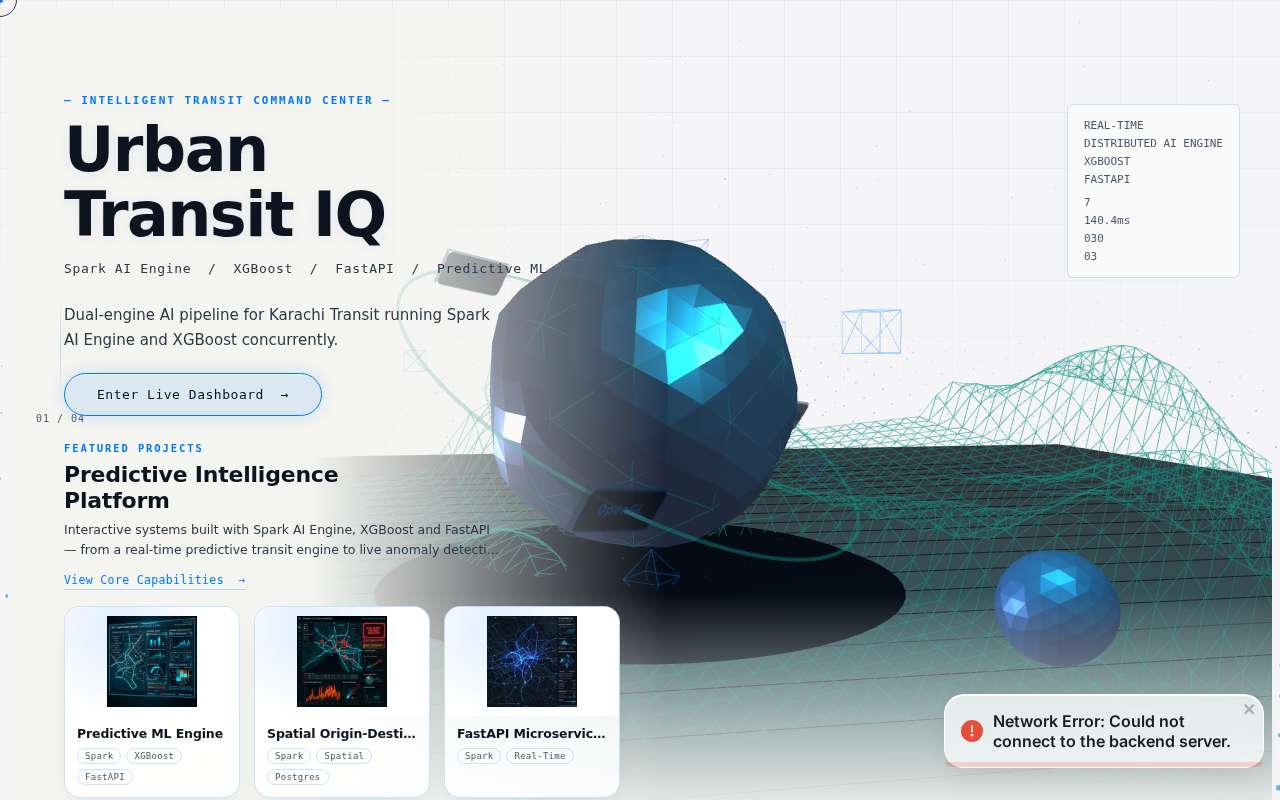 — INTELLIGENT TRANSIT COMMAND CENTER —
Urban
Transit IQ
Spark AI Engine / XGBoost / FastAPI / Predictive ML
Dual-engine AI pipeline for Karachi Transit running Spark
AI Engine and XGBoost concurrently.
Enter Live Dashboard →
01 / 04
FEATURED PROJECTS
Predictive Intelligence
Platform
Interactive systems built with Spark AI Engine, XGBoost and FastAPI
— from a real-time predictive transit engine to live anomaly detecti...
View Core Capabilities →
Predictive ML Engine
Spark XGBoost
FastAPI
Spatial Origin-Desti...
Spark Spatial
Postgres
FastAPI Microservic...
Spark Real-Time
REAL-TIME
DISTRIBUTED AI ENGINE
XGBOOST
FASTAPI
7
140.4ms
030
03
Network Error: Could not
connect to the backend server.